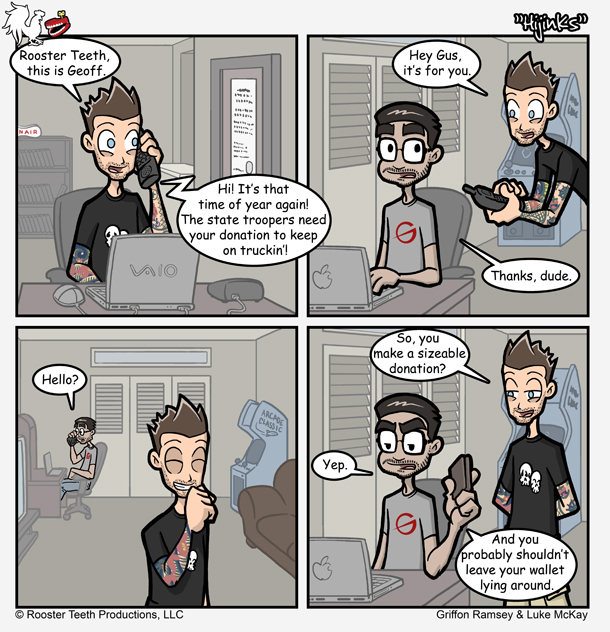 "Hijinks"
Rooster Teeth,
this is Geoff.
N AIR
Hi! It's that
time of year again!
The state troopers need
your donation to keep
on truckin'!
VAIO
Hey Gus,
it's for you.
Thanks, dude.
Hello?
ARCADE
CLASSIC
So, you
make a sizeable
donation?
Yep.
And you
probably shouldn't
leave your wallet
lying around.
© Rooster Teeth Productions, LLC
Griffon Ramsey & Luke McKay